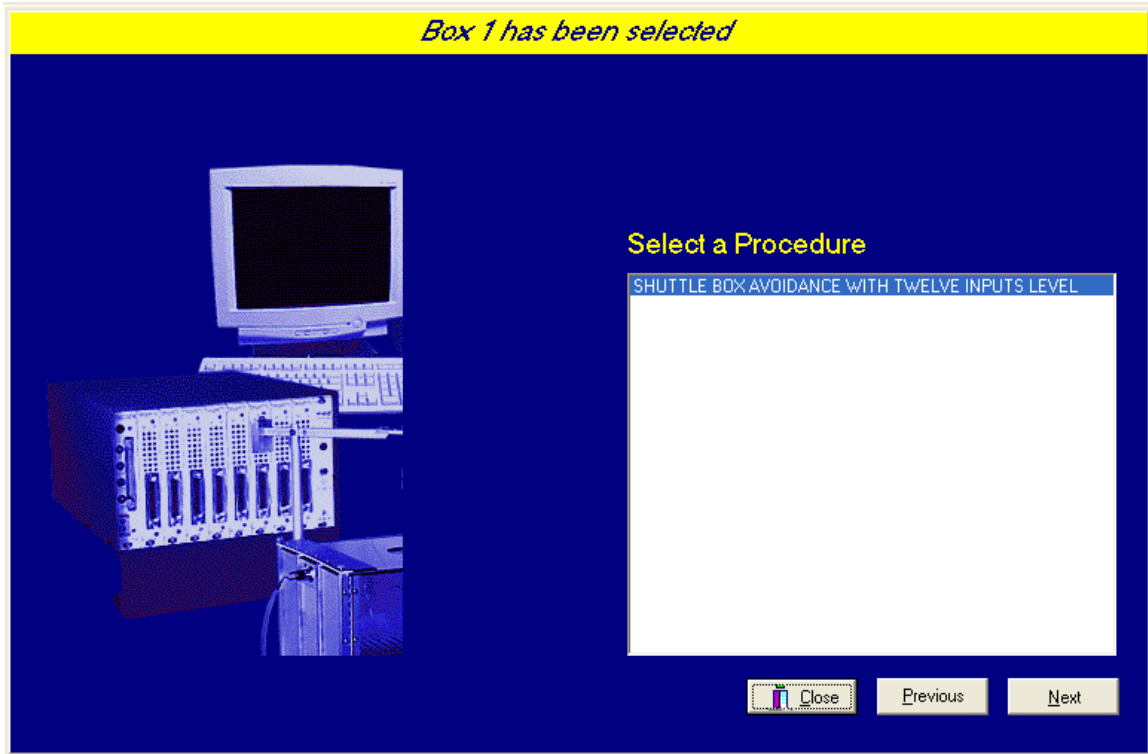 Box 1 has been selected
Select a Procedure
SHUTTLE BOX AVOIDANCE WITH TWELVE INPUTS LEVEL
Close
Previous
Next